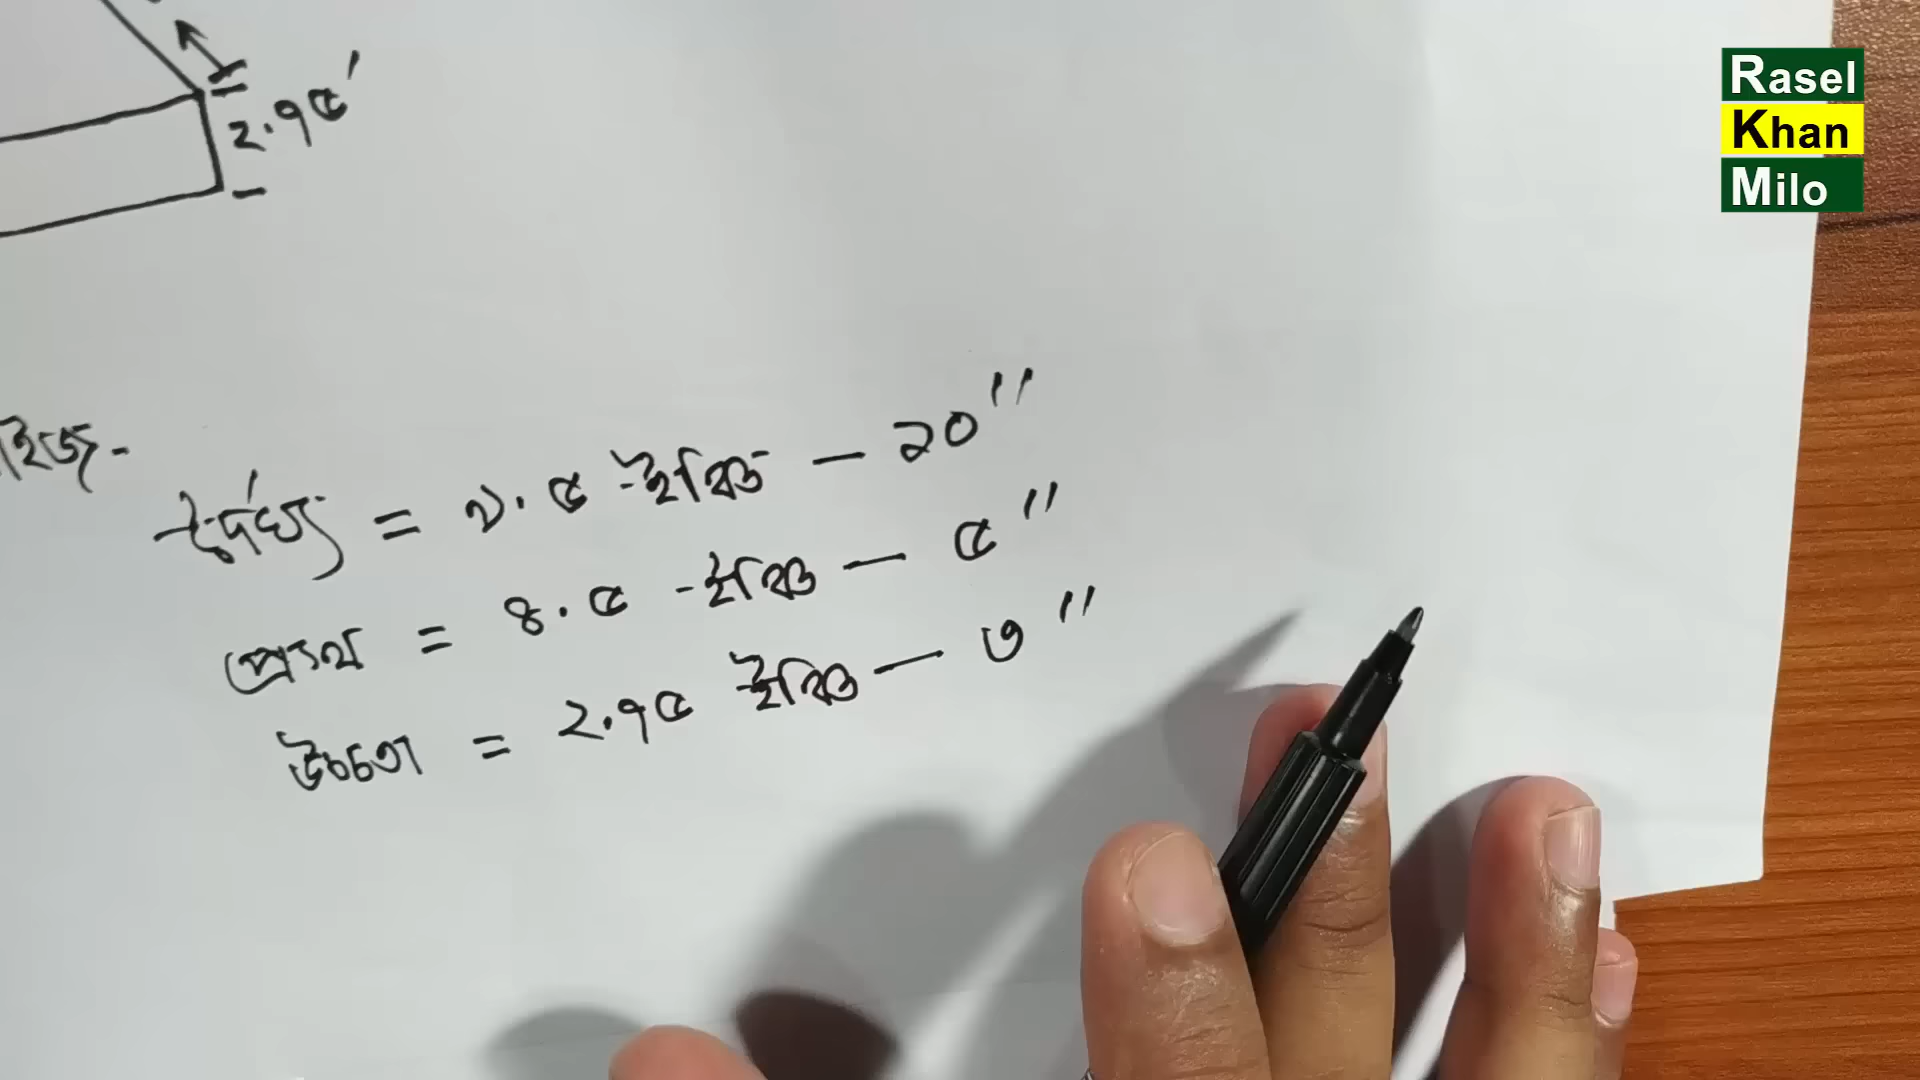 ২.৭৫'
াইজ -
দৈর্ঘ্য = ৯.৫ ইঞ্চি — ১০"
প্রস্থ = ৪.৫ ইঞ্চি — ৫"
উচ্চতা = ২.৭৫ ইঞ্চি — ৩"
Rasel
Khan
Milo